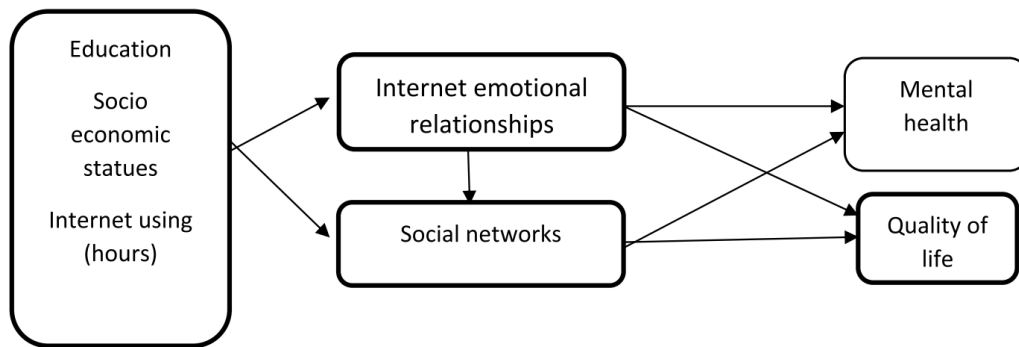 Education
Socio
economic
statues
Internet using
(hours)
Internet emotional
relationships
Social networks
Mental
health
Quality of
life